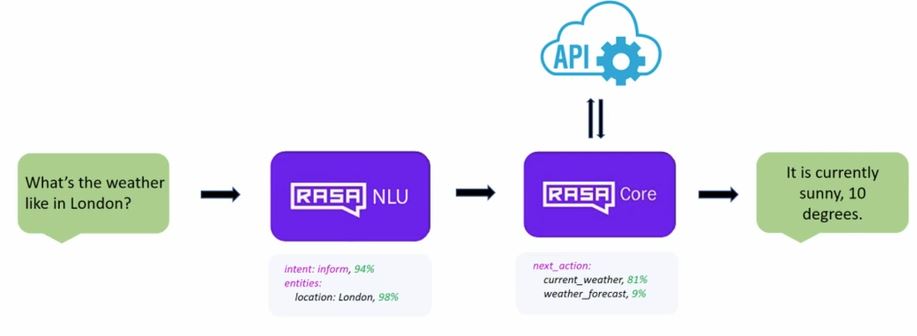 API
What's the weather
like in London?
RASA NLU
RASA Core
It is currently
sunny, 10
degrees.
intent: inform, 94%
entities:
location: London, 98%
next_action:
current_weather, 81%
weather_forecast, 9%